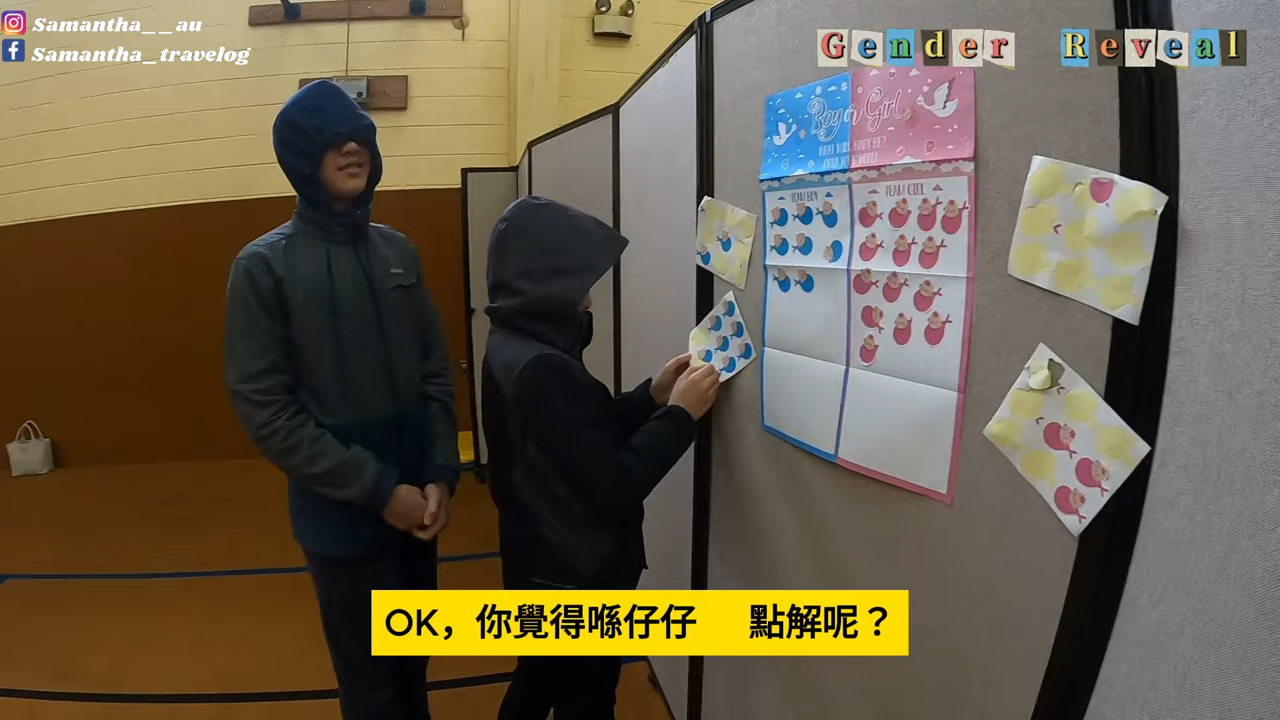 Samantha__au
Samantha_travelog
Gender Reveal
Boy or Girl
TEAM BOY
TEAM GIRL
OK，你覺得喺仔仔 點解呢？